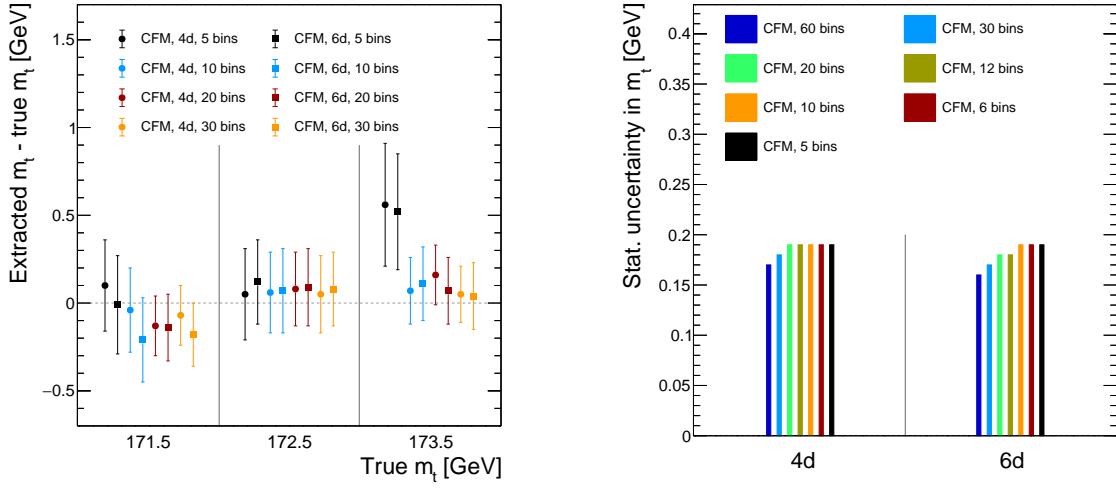 Extracted m_t - true m_t [GeV]
1.5
1
0.5
0
−0.5
CFM, 4d, 5 bins
CFM, 6d, 5 bins
CFM, 4d, 10 bins
CFM, 6d, 10 bins
CFM, 4d, 20 bins
CFM, 6d, 20 bins
CFM, 4d, 30 bins
CFM, 6d, 30 bins
171.5
172.5
173.5
True m_t [GeV]
Stat. uncertainty in m_t [GeV]
0.4
0.35
0.3
0.25
0.2
0.15
0.1
0.05
0
CFM, 60 bins
CFM, 30 bins
CFM, 20 bins
CFM, 12 bins
CFM, 10 bins
CFM, 6 bins
CFM, 5 bins
4d
6d